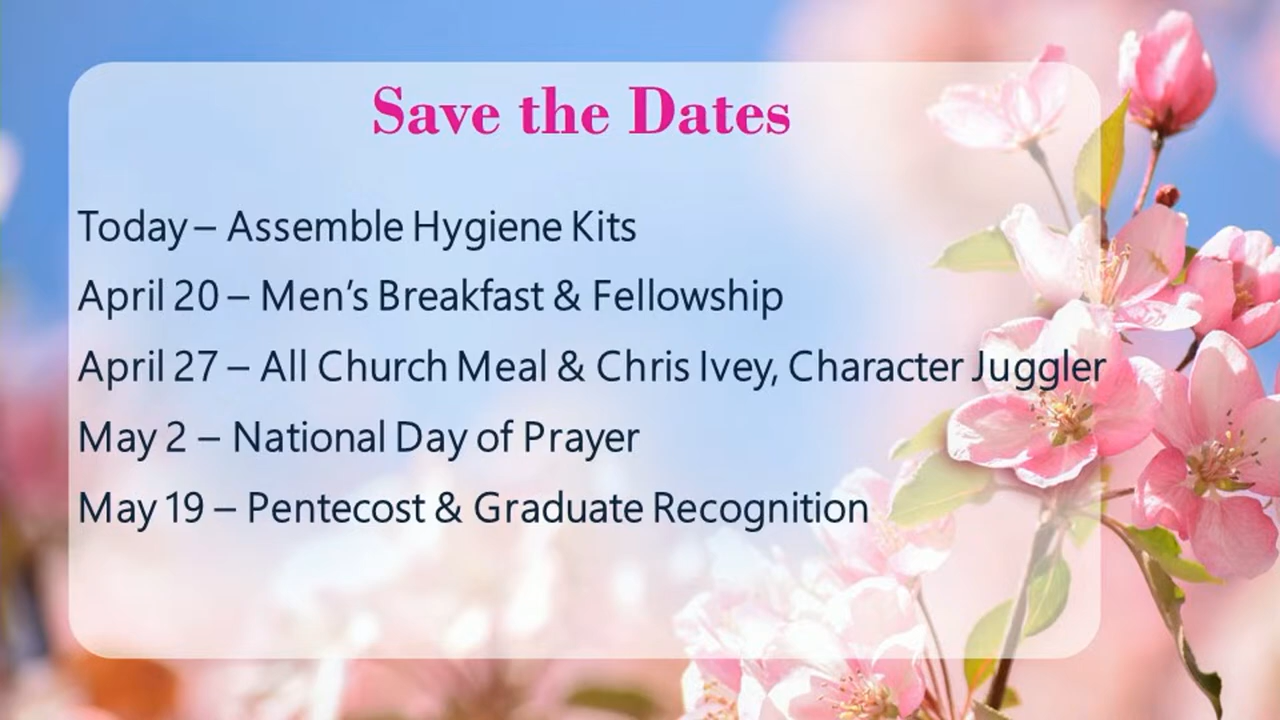 Save the Dates
Today – Assemble Hygiene Kits
April 20 – Men’s Breakfast & Fellowship
April 27 – All Church Meal & Chris Ivey, Character Juggler
May 2 – National Day of Prayer
May 19 – Pentecost & Graduate Recognition